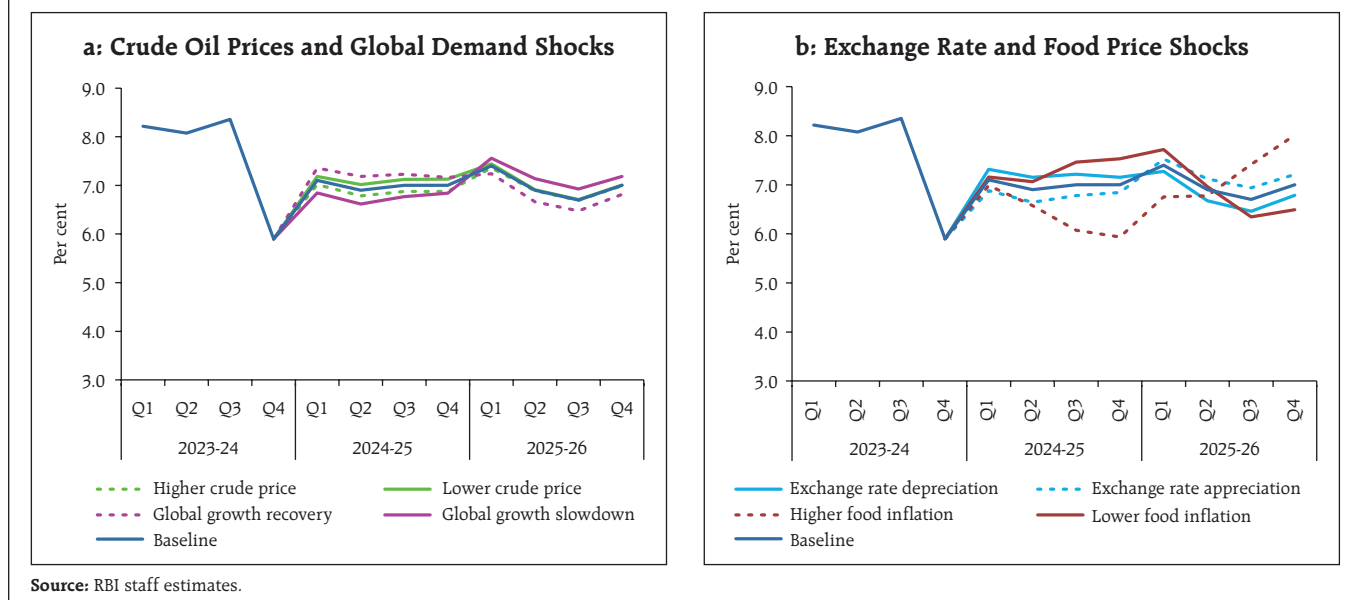 a: Crude Oil Prices and Global Demand Shocks
Per cent
9.0
8.0
7.0
6.0
5.0
4.0
3.0
Q1 Q2 Q3 Q4 Q1 Q2 Q3 Q4 Q1 Q2 Q3 Q4
2023-24 2024-25 2025-26
Higher crude price Lower crude price
Global growth recovery Global growth slowdown
Baseline
b: Exchange Rate and Food Price Shocks
Per cent
9.0
8.0
7.0
6.0
5.0
4.0
3.0
Q1 Q2 Q3 Q4 Q1 Q2 Q3 Q4 Q1 Q2 Q3 Q4
2023-24 2024-25 2025-26
Exchange rate depreciation Exchange rate appreciation
Higher food inflation Lower food inflation
Baseline
Source: RBI staff estimates.